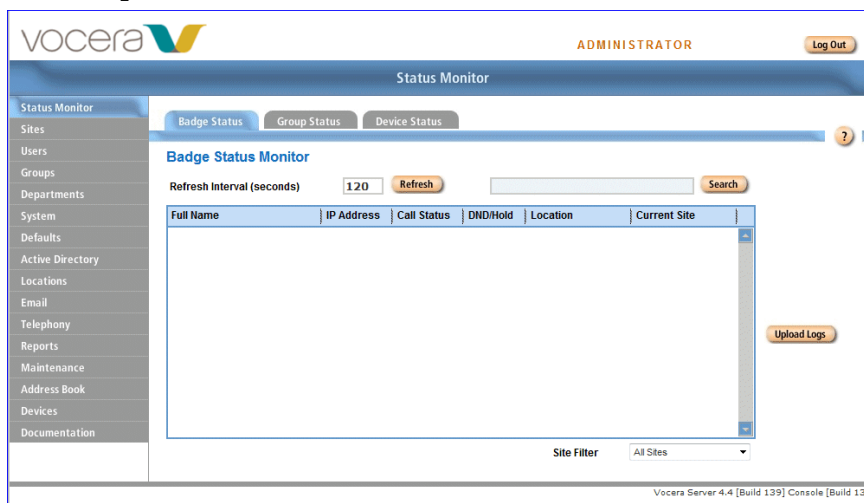 vocera
ADMINISTRATOR
Log Out
Status Monitor
Status Monitor
Sites
Users
Groups
Departments
System
Defaults
Active Directory
Locations
Email
Telephony
Reports
Maintenance
Address Book
Devices
Documentation
Badge Status Group Status Device Status
?
Badge Status Monitor
Refresh Interval (seconds) 120 Refresh Search
Full Name IP Address Call Status DND/Hold Location Current Site
Upload Logs
Site Filter All Sites
Vocera Server 4.4 [Build 139] Console [Build 13